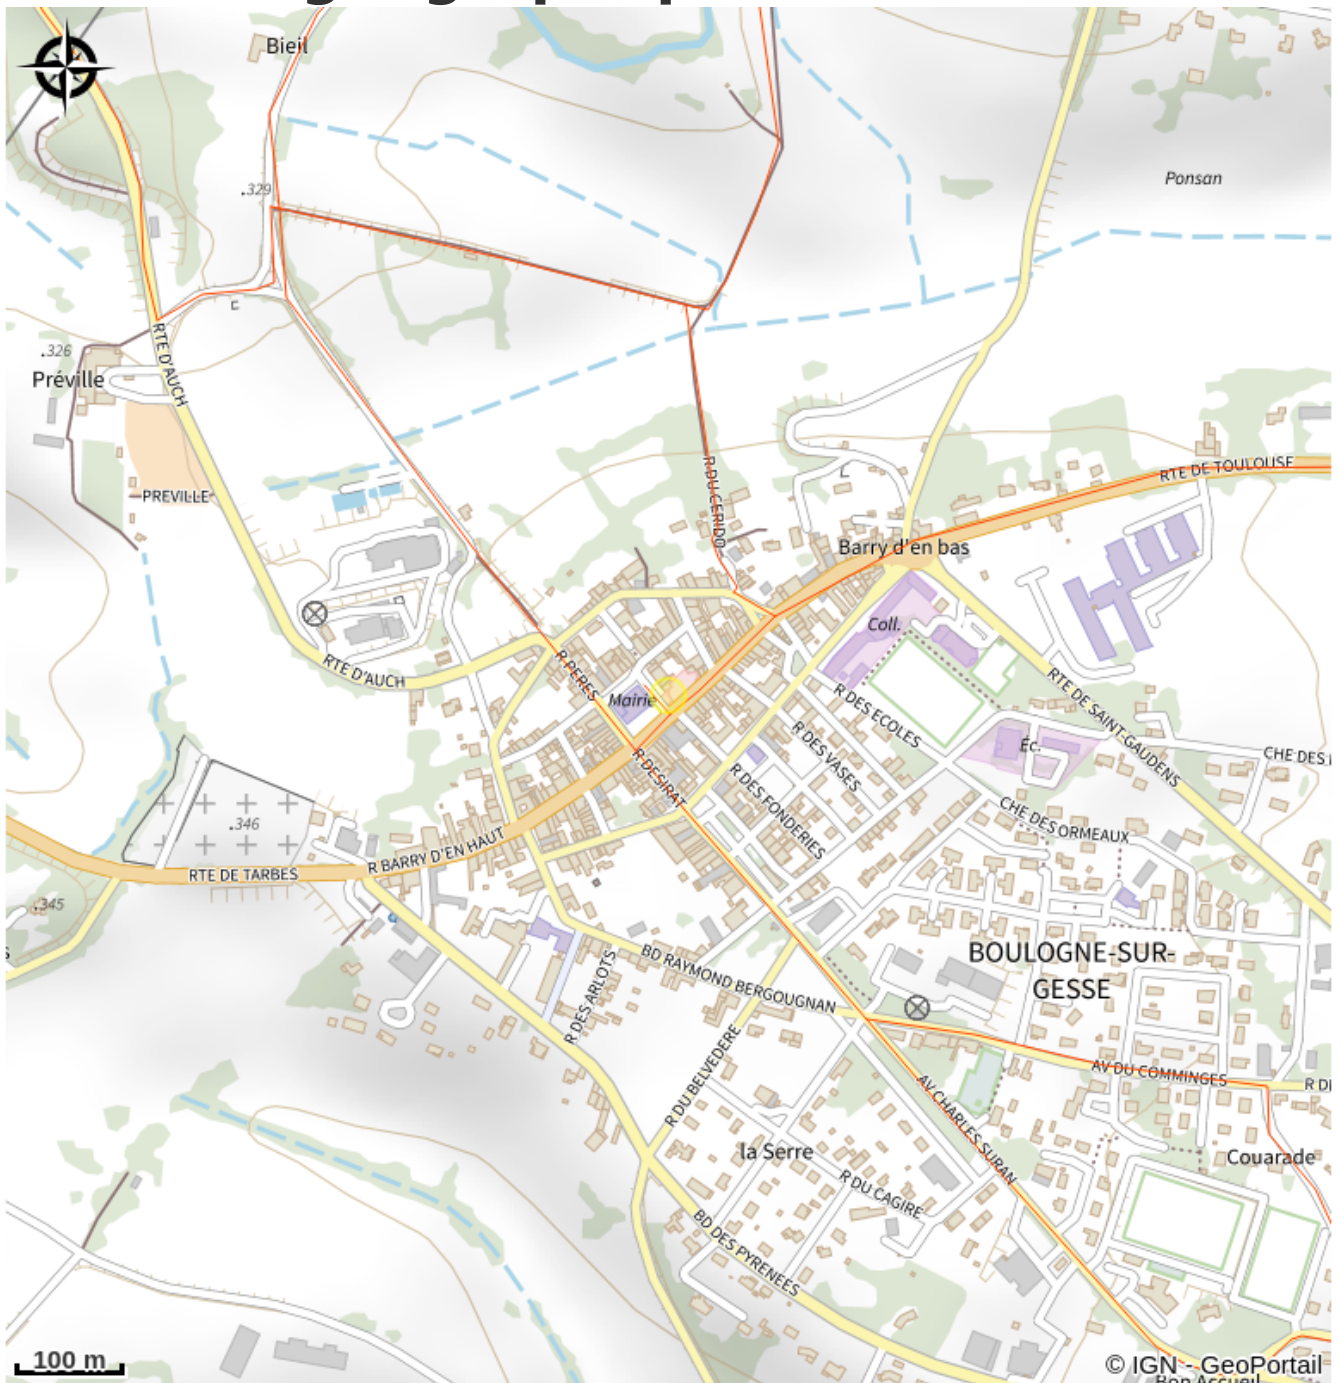 Bieil
.329
Ponsan
.326
Préville
RTE D'AUCH
PREVILLE
R DU CERIDO
RTE DE TOULOUSE
Barry d'en bas
Coll.
RTE D'AUCH
R PERES
Mairie
R DES ECOLES
RTE DE SAINT-GAUDENS
R DESIRAT
R DES VASES
Éc.
CHE DES
R DES FONDERIES
CHE DES ORMEAUX
.346
R BARRY D'EN HAUT
RTE DE TARBES
.345
BOULOGNE-SUR-
GESSE
BD RAYMOND BERGOUGNAN
R DES ARLOTS
R DU BELVEDERE
AV DU COMMINGES
AV CHARLES SURAN
la Serre
Couarade
R DU CAGIRE
BD DES PYRENEES
100 m
© IGN - GeoPortail
Bon Accueil